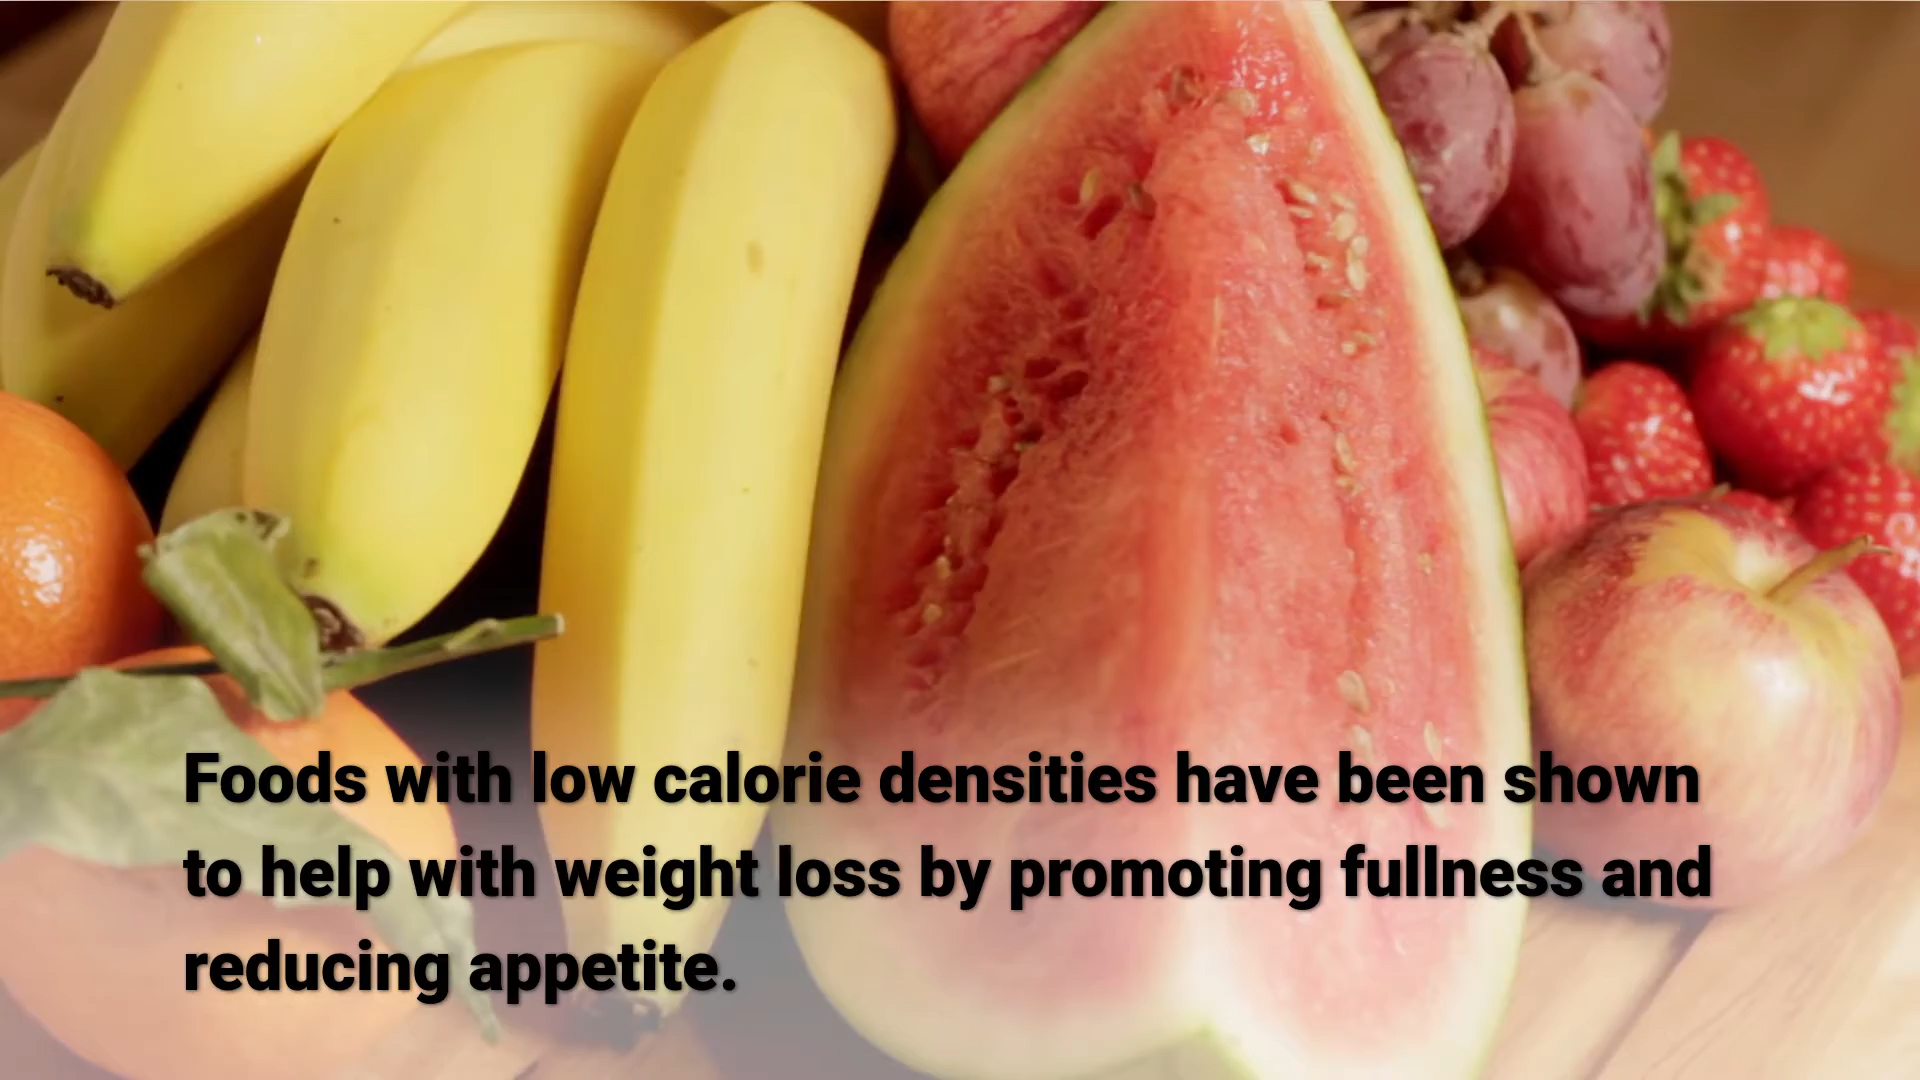 Foods with low calorie densities have been shown
to help with weight loss by promoting fullness and
reducing appetite.